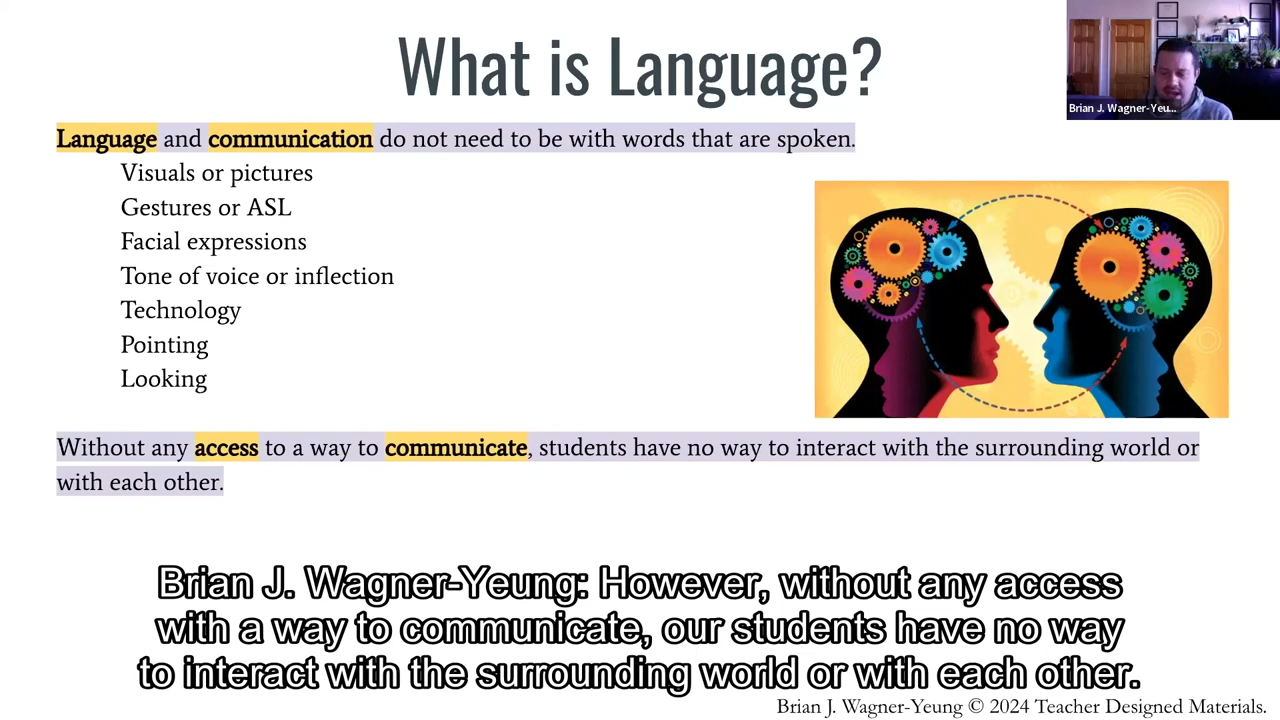 What is Language?
Brian J. Wagner-Yeu...
Language and communication do not need to be with words that are spoken.
Visuals or pictures
Gestures or ASL
Facial expressions
Tone of voice or inflection
Technology
Pointing
Looking
Without any access to a way to communicate, students have no way to interact with the surrounding world or
with each other.
Brian J. Wagner-Yeung: However, without any access
with a way to communicate, our students have no way
to interact with the surrounding world or with each other.
Brian J. Wagner-Yeung © 2024 Teacher Designed Materials.